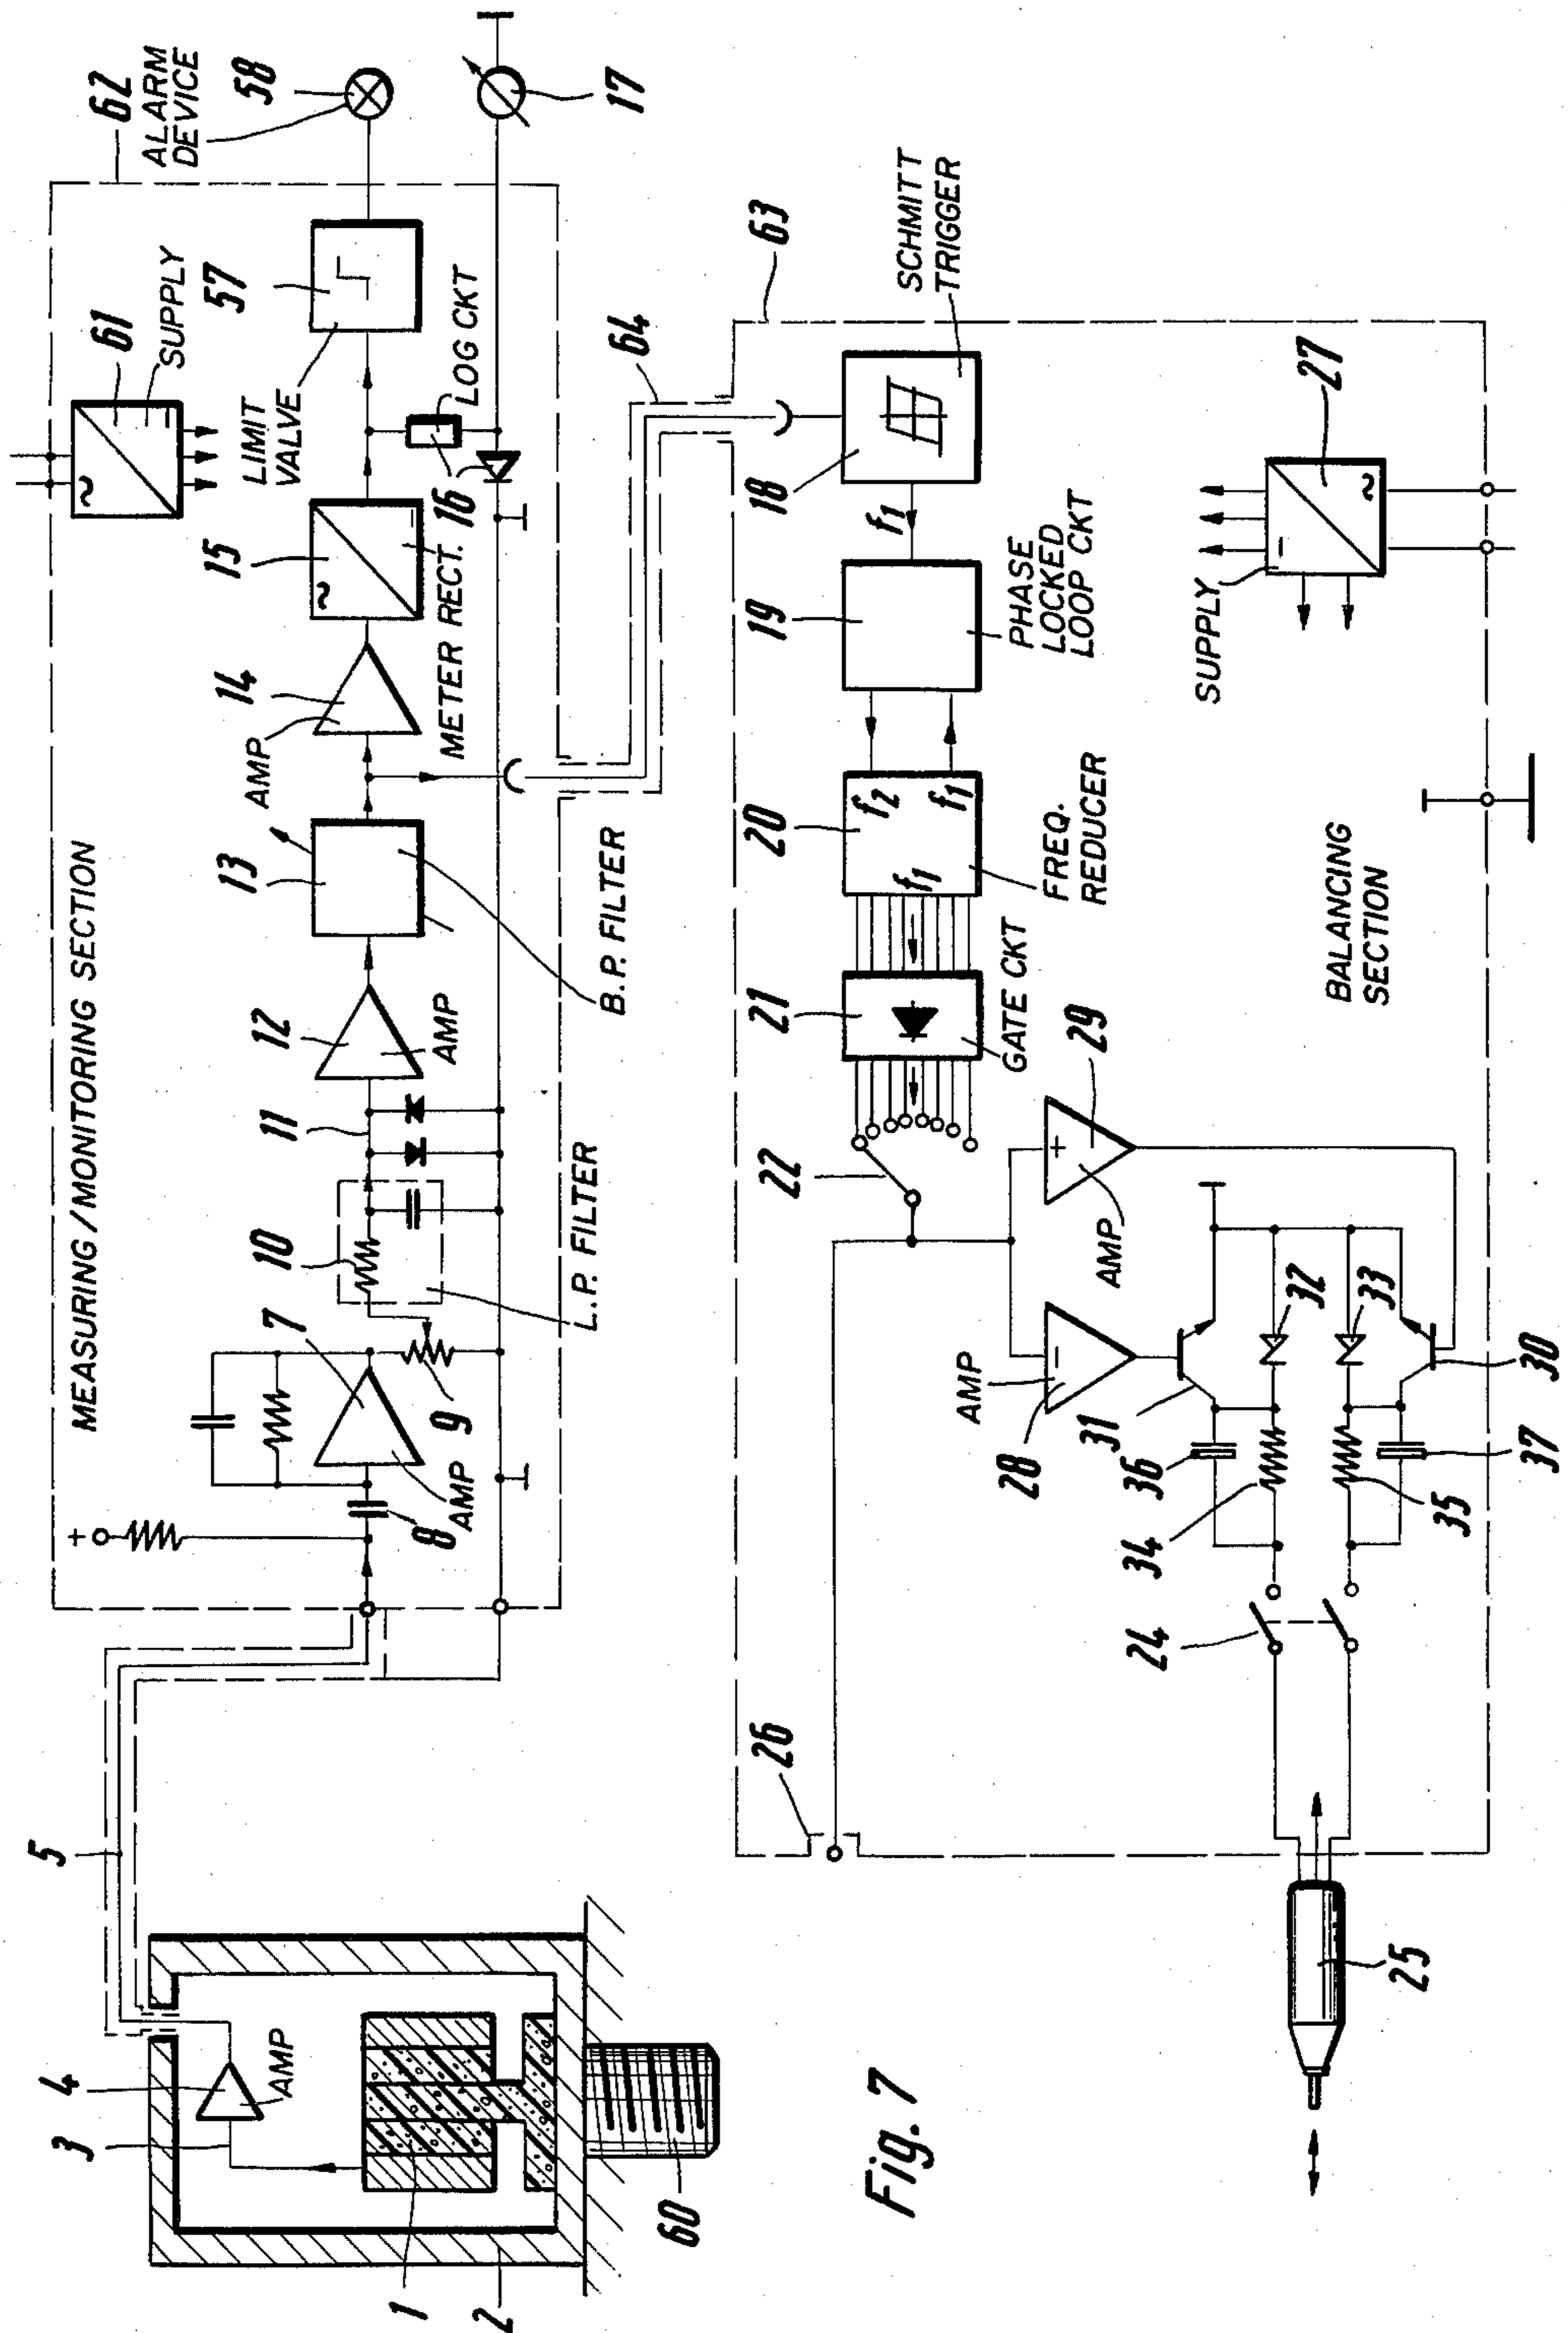 MEASURING/MONITORING SECTION
61
SUPPLY
62
ALARM
DEVICE
58
5
4
3
AMP
1
2
60
+
8
7
AMP
9
10
L.P. FILTER
11
12
AMP
13
B.P. FILTER
14
AMP
15
~
–
METER RECT.
16
LIMIT
VALVE
57
LOG CKT
17
~
–
64
63
26
22
21
GATE CKT
20
f2
f1
f1
FREQ.
REDUCER
19
PHASE
LOCKED
LOOP CKT
f1
18
SCHMITT
TRIGGER
28
AMP
–
29
AMP
+
31
36
34
32
33
35
30
37
24
25
BALANCING
SECTION
SUPPLY
27
–
~
Fig. 7